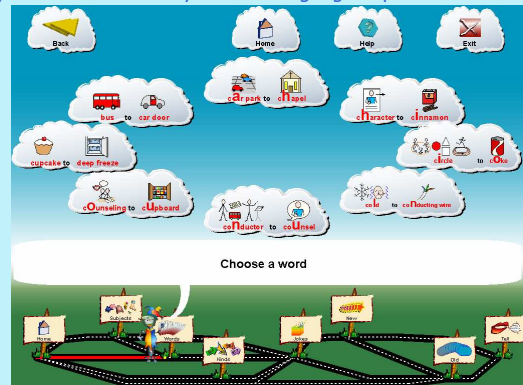 Back
Home
Help
Exit
car park to chapel
bus to car door
character to cinnamon
cupcake to deep freeze
circle to coke
counseling to cupboard
conductor to counsel
cold to conducting wire
Choose a word
Home
Subjects
Words
Kinds
Jokes
New
Old
Tell